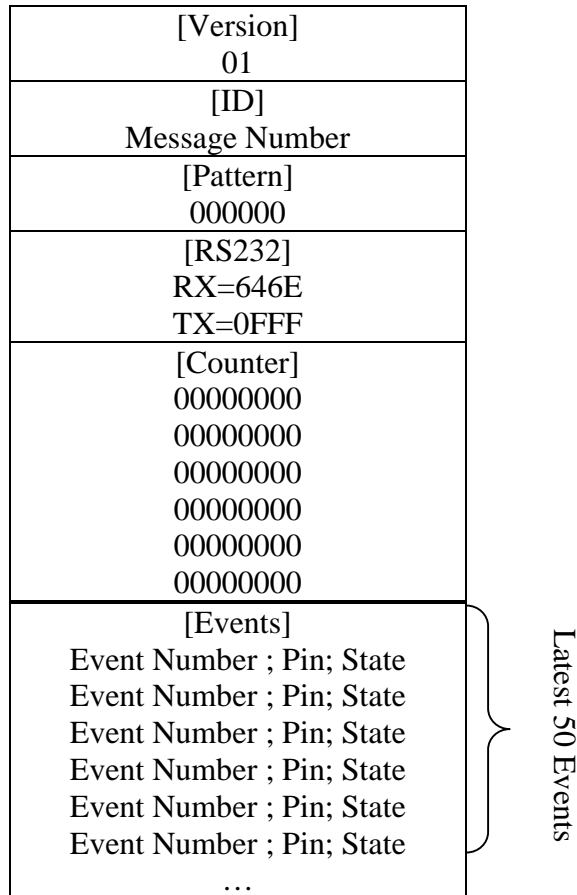 [Version]
01
[ID]
Message Number
[Pattern]
000000
[RS232]
RX=646E
TX=0FFF
[Counter]
00000000
00000000
00000000
00000000
00000000
00000000
[Events]
Event Number ; Pin; State
Event Number ; Pin; State
Event Number ; Pin; State
Event Number ; Pin; State
Event Number ; Pin; State
Event Number ; Pin; State
…
Latest 50 Events